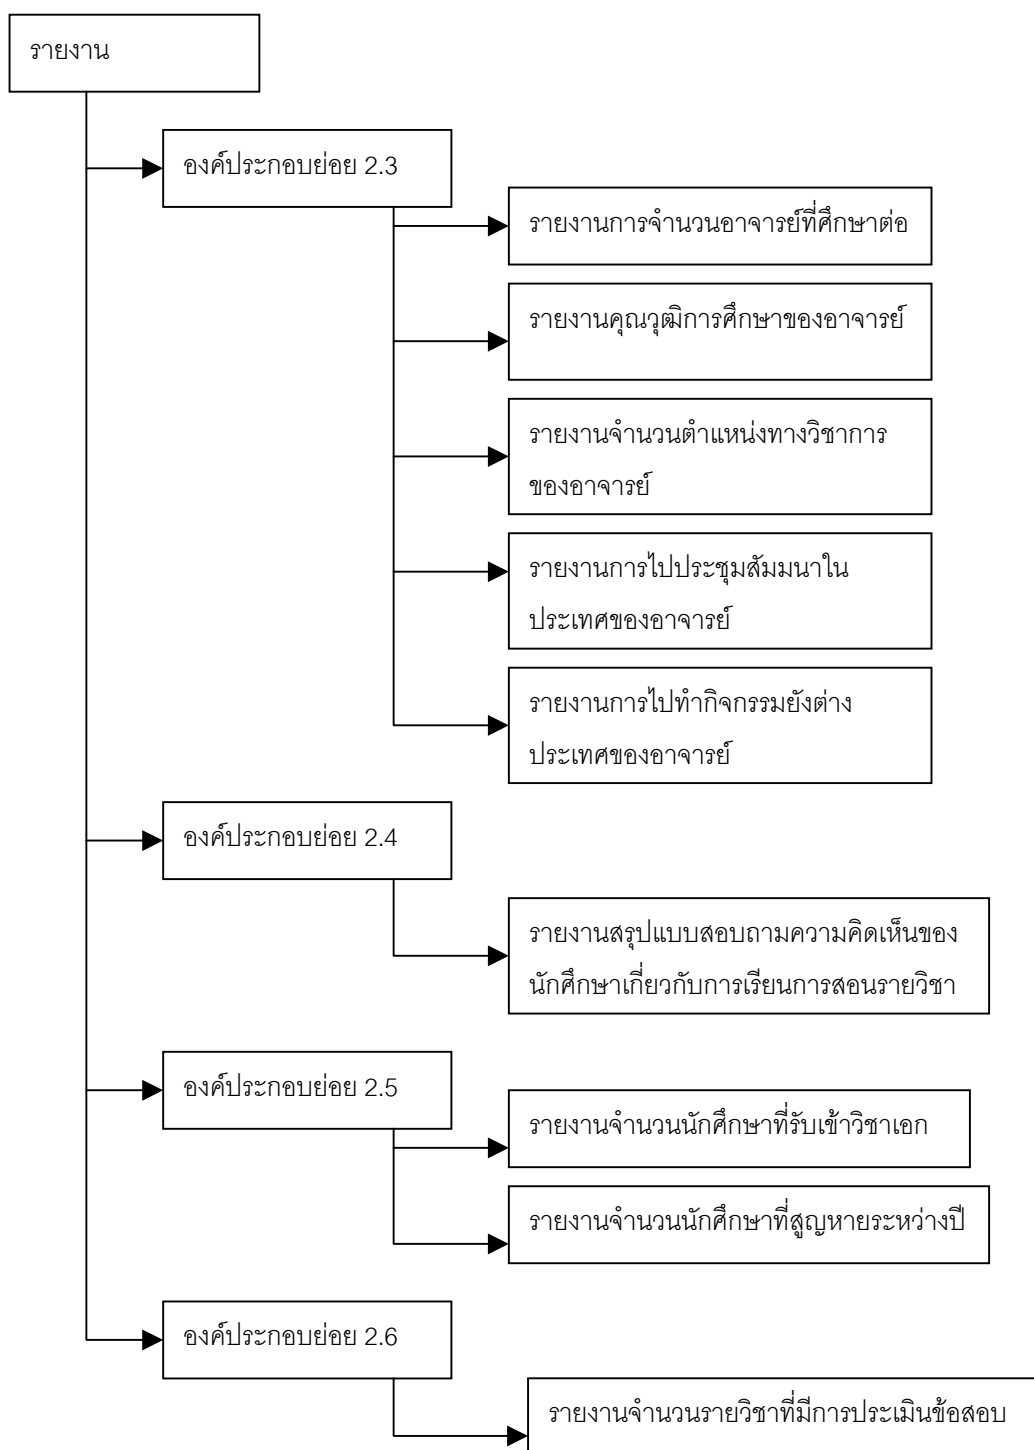 รายงาน
องค์ประกอบย่อย 2.3
รายงานการจำนวนอาจารย์ที่ศึกษาต่อ
รายงานคุณวุฒิการศึกษาของอาจารย์
รายงานจำนวนตำแหน่งทางวิชาการ
ของอาจารย์
รายงานการไปประชุมสัมมนาใน
ประเทศของอาจารย์
รายงานการไปทำกิจกรรมยังต่าง
ประเทศของอาจารย์
องค์ประกอบย่อย 2.4
รายงานสรุปแบบสอบถามความคิดเห็นของ
นักศึกษาเกี่ยวกับการเรียนการสอนรายวิชา
องค์ประกอบย่อย 2.5
รายงานจำนวนนักศึกษาที่รับเข้าวิชาเอก
รายงานจำนวนนักศึกษาที่สูญหายระหว่างปี
องค์ประกอบย่อย 2.6
รายงานจำนวนรายวิชาที่มีการประเมินข้อสอบ